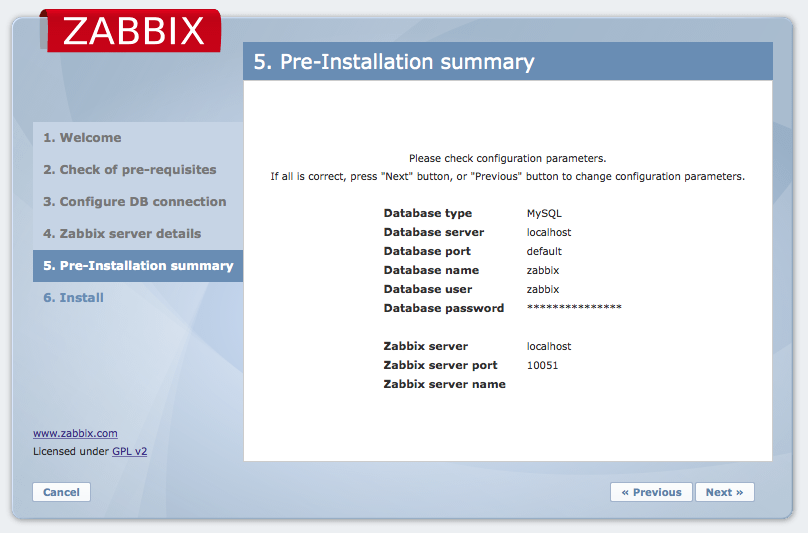 ZABBIX
5. Pre-Installation summary
1. Welcome
2. Check of pre-requisites
3. Configure DB connection
4. Zabbix server details
5. Pre-Installation summary
6. Install
Please check configuration parameters.
If all is correct, press "Next" button, or "Previous" button to change configuration parameters.
Database type MySQL
Database server localhost
Database port default
Database name zabbix
Database user zabbix
Database password ***************
Zabbix server localhost
Zabbix server port 10051
Zabbix server name
www.zabbix.com
Licensed under GPL v2
Cancel
« Previous
Next »